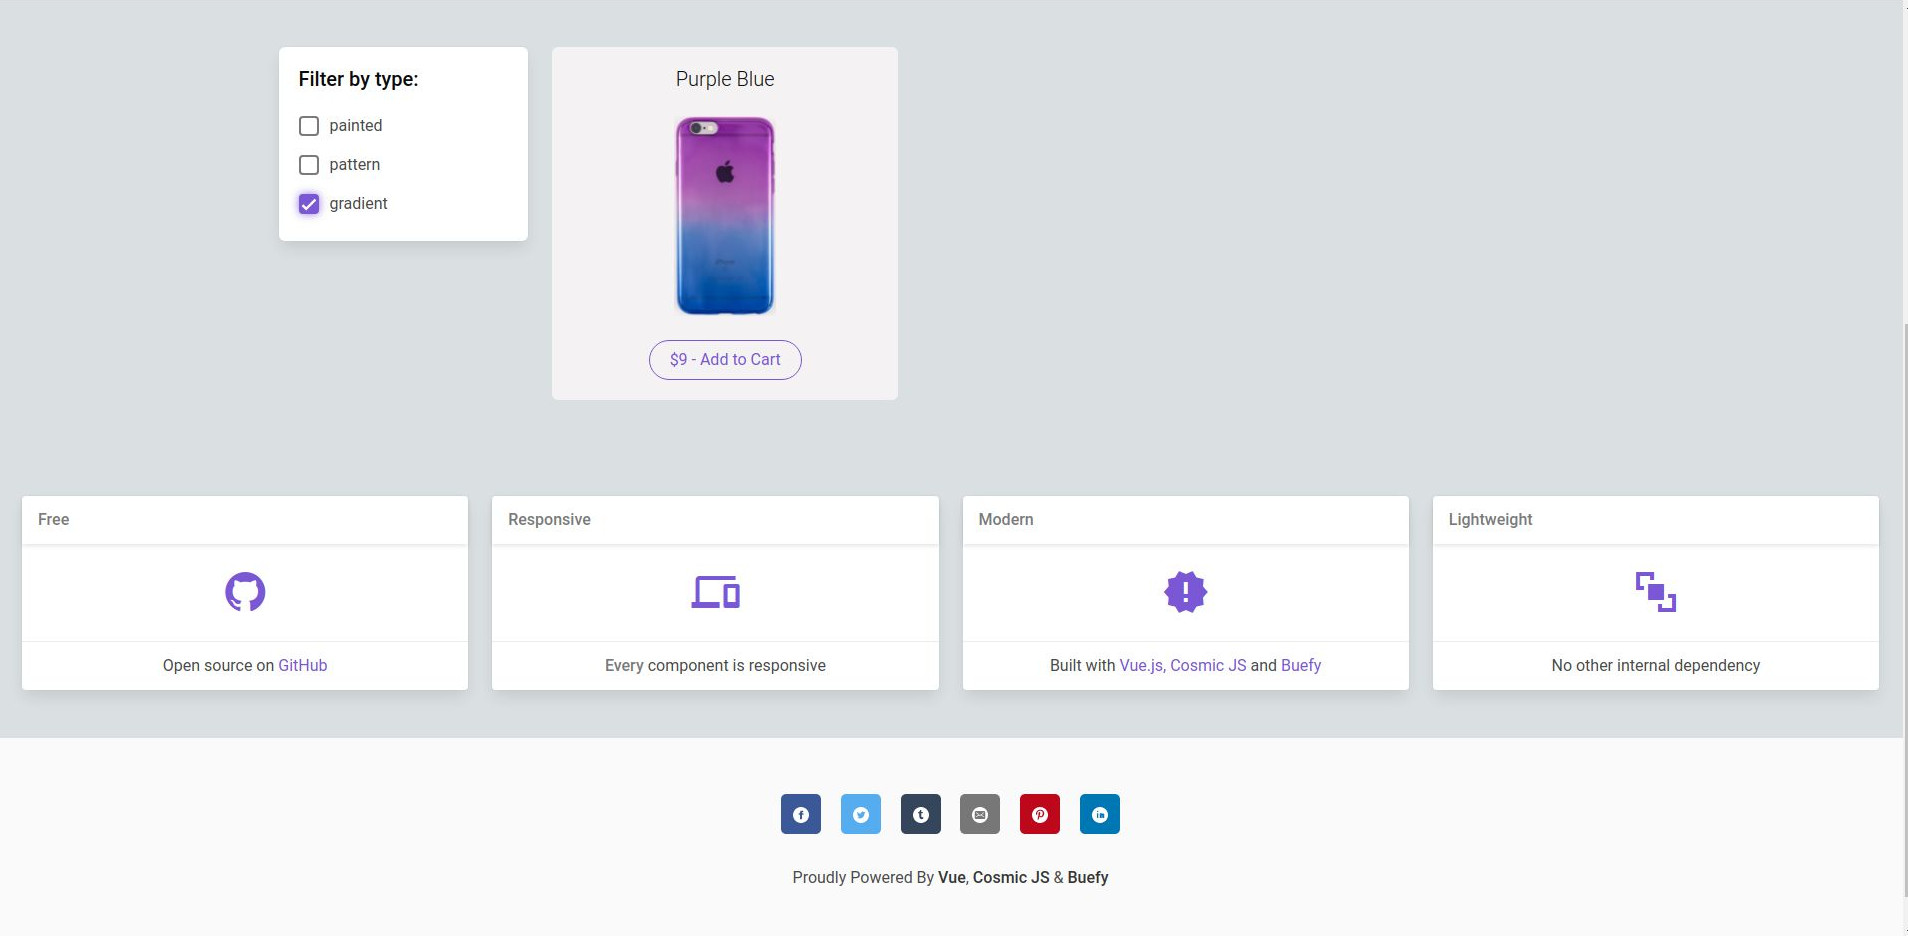 Filter by type:
painted
pattern
gradient
Purple Blue
$9 - Add to Cart
Free
Open source on GitHub
Responsive
Every component is responsive
Modern
Built with Vue.js, Cosmic JS and Buefy
Lightweight
No other internal dependency
Proudly Powered By Vue, Cosmic JS & Buefy